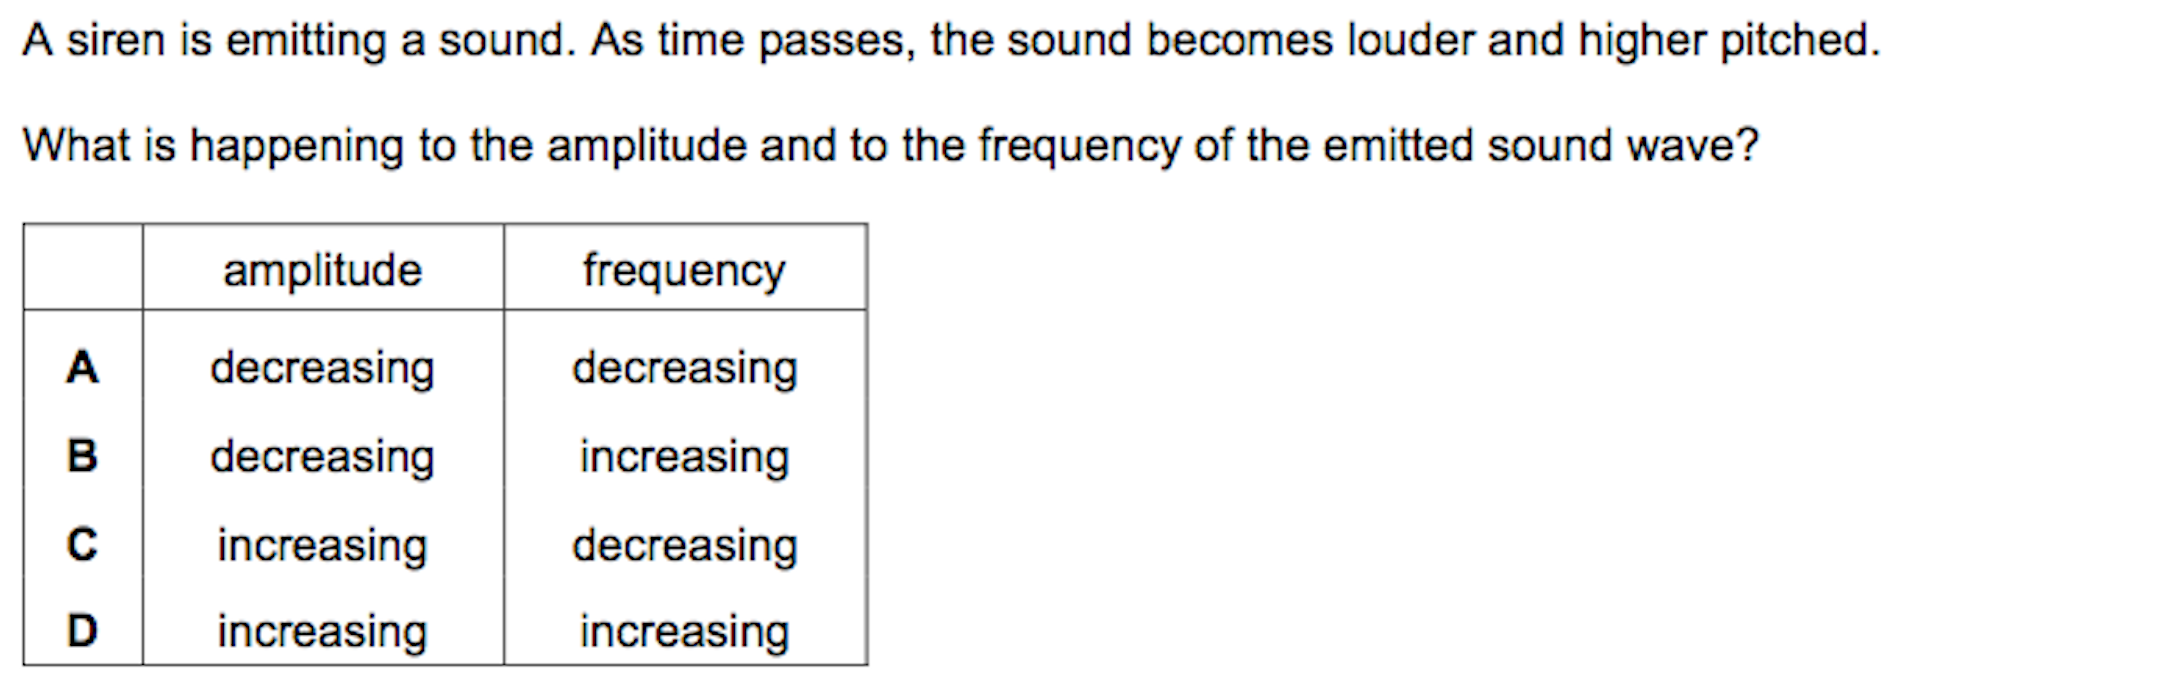 A siren is emitting a sound. As time passes, the sound becomes louder and higher pitched.
What is happening to the amplitude and to the frequency of the emitted sound wave?
amplitude frequency
A decreasing decreasing
B decreasing increasing
C increasing decreasing
D increasing increasing